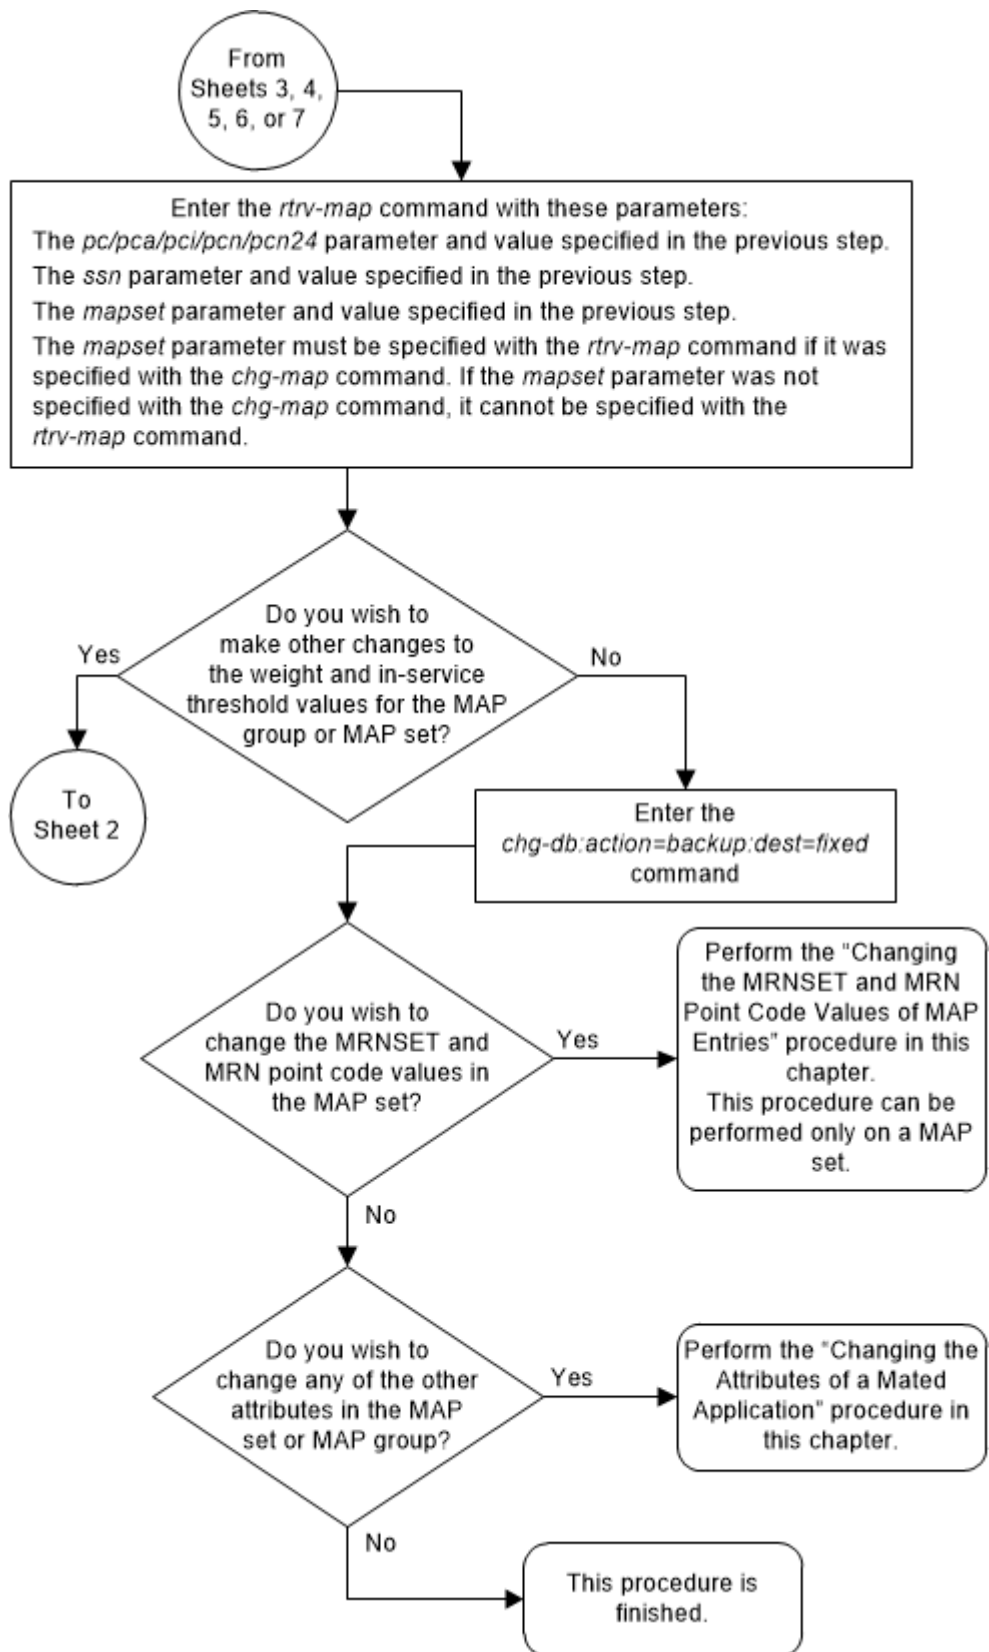 From
Sheets 3, 4,
5, 6, or 7
Enter the rtrv-map command with these parameters:
The pc/pca/pci/pcn/pcn24 parameter and value specified in the previous step.
The ssn parameter and value specified in the previous step.
The mapset parameter and value specified in the previous step.
The mapset parameter must be specified with the rtrv-map command if it was
specified with the chg-map command. If the mapset parameter was not
specified with the chg-map command, it cannot be specified with the
rtrv-map command.
Do you wish to
make other changes to
the weight and in-service
threshold values for the MAP
group or MAP set?
Yes
No
To
Sheet 2
Enter the
chg-db:action=backup:dest=fixed
command
Do you wish to
change the MRNSET and
MRN point code values in
the MAP set?
Yes
Perform the “Changing
the MRNSET and MRN
Point Code Values of MAP
Entries” procedure in this
chapter.
This procedure can be
performed only on a MAP
set.
No
Do you wish to
change any of the other
attributes in the MAP
set or MAP group?
Yes
Perform the “Changing the
Attributes of a Mated
Application” procedure in
this chapter.
No
This procedure is
finished.